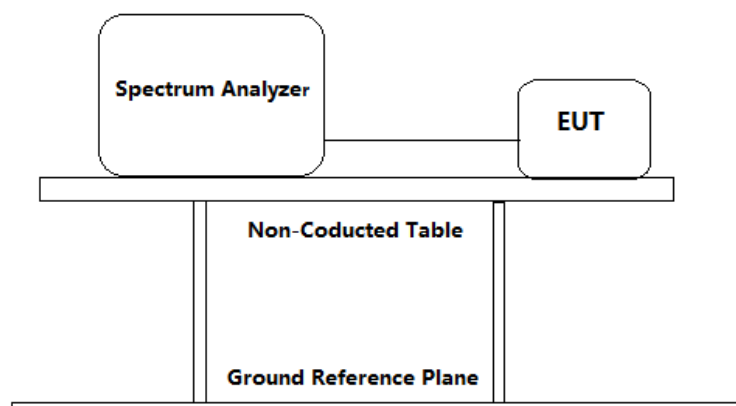 Spectrum Analyzer
EUT
Non-Coducted Table
Ground Reference Plane